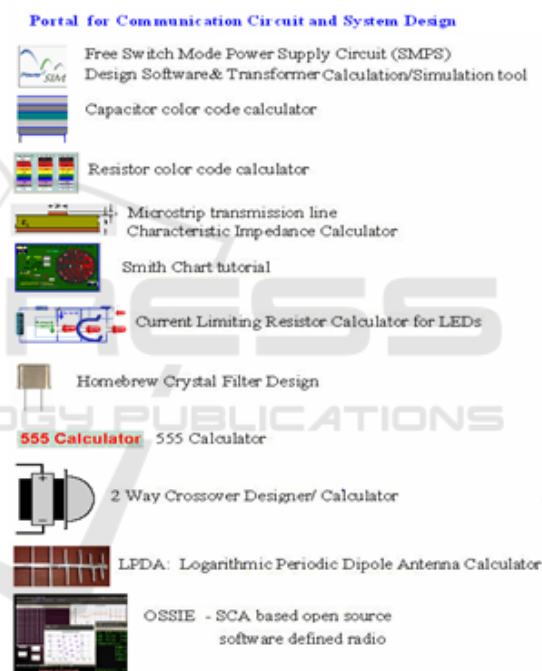 Portal for Communication Circuit and System Design
Free Switch Mode Power Supply Circuit (SMPS)
Design Software& Transformer Calculation/Simulation tool
Capacitor color code calculator
Resistor color code calculator
Microstrip transmission line
Characteristic Impedance Calculator
Smith Chart tutorial
Current Limiting Resistor Calculator for LEDs
Homebrew Crystal Filter Design
555 Calculator 555 Calculator
2 Way Crossover Designer/ Calculator
LPDA: Logarithmic Periodic Dipole Antenna Calculator
OSSIE - SCA based open source
software defined radio